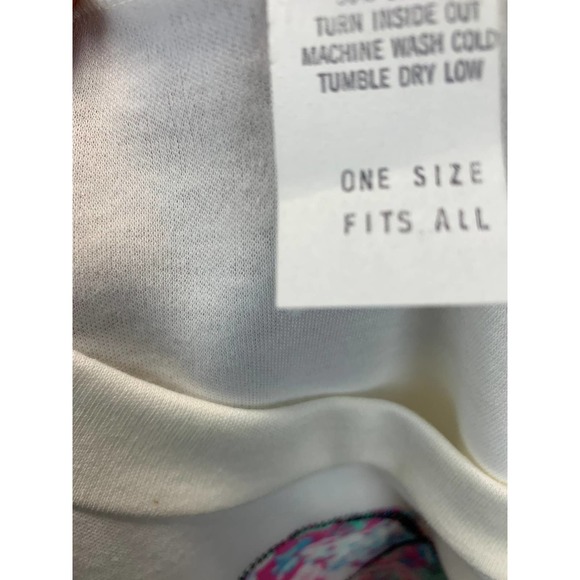 TURN INSIDE OUT
MACHINE WASH COLD
TUMBLE DRY LOW
ONE SIZE
FITS ALL